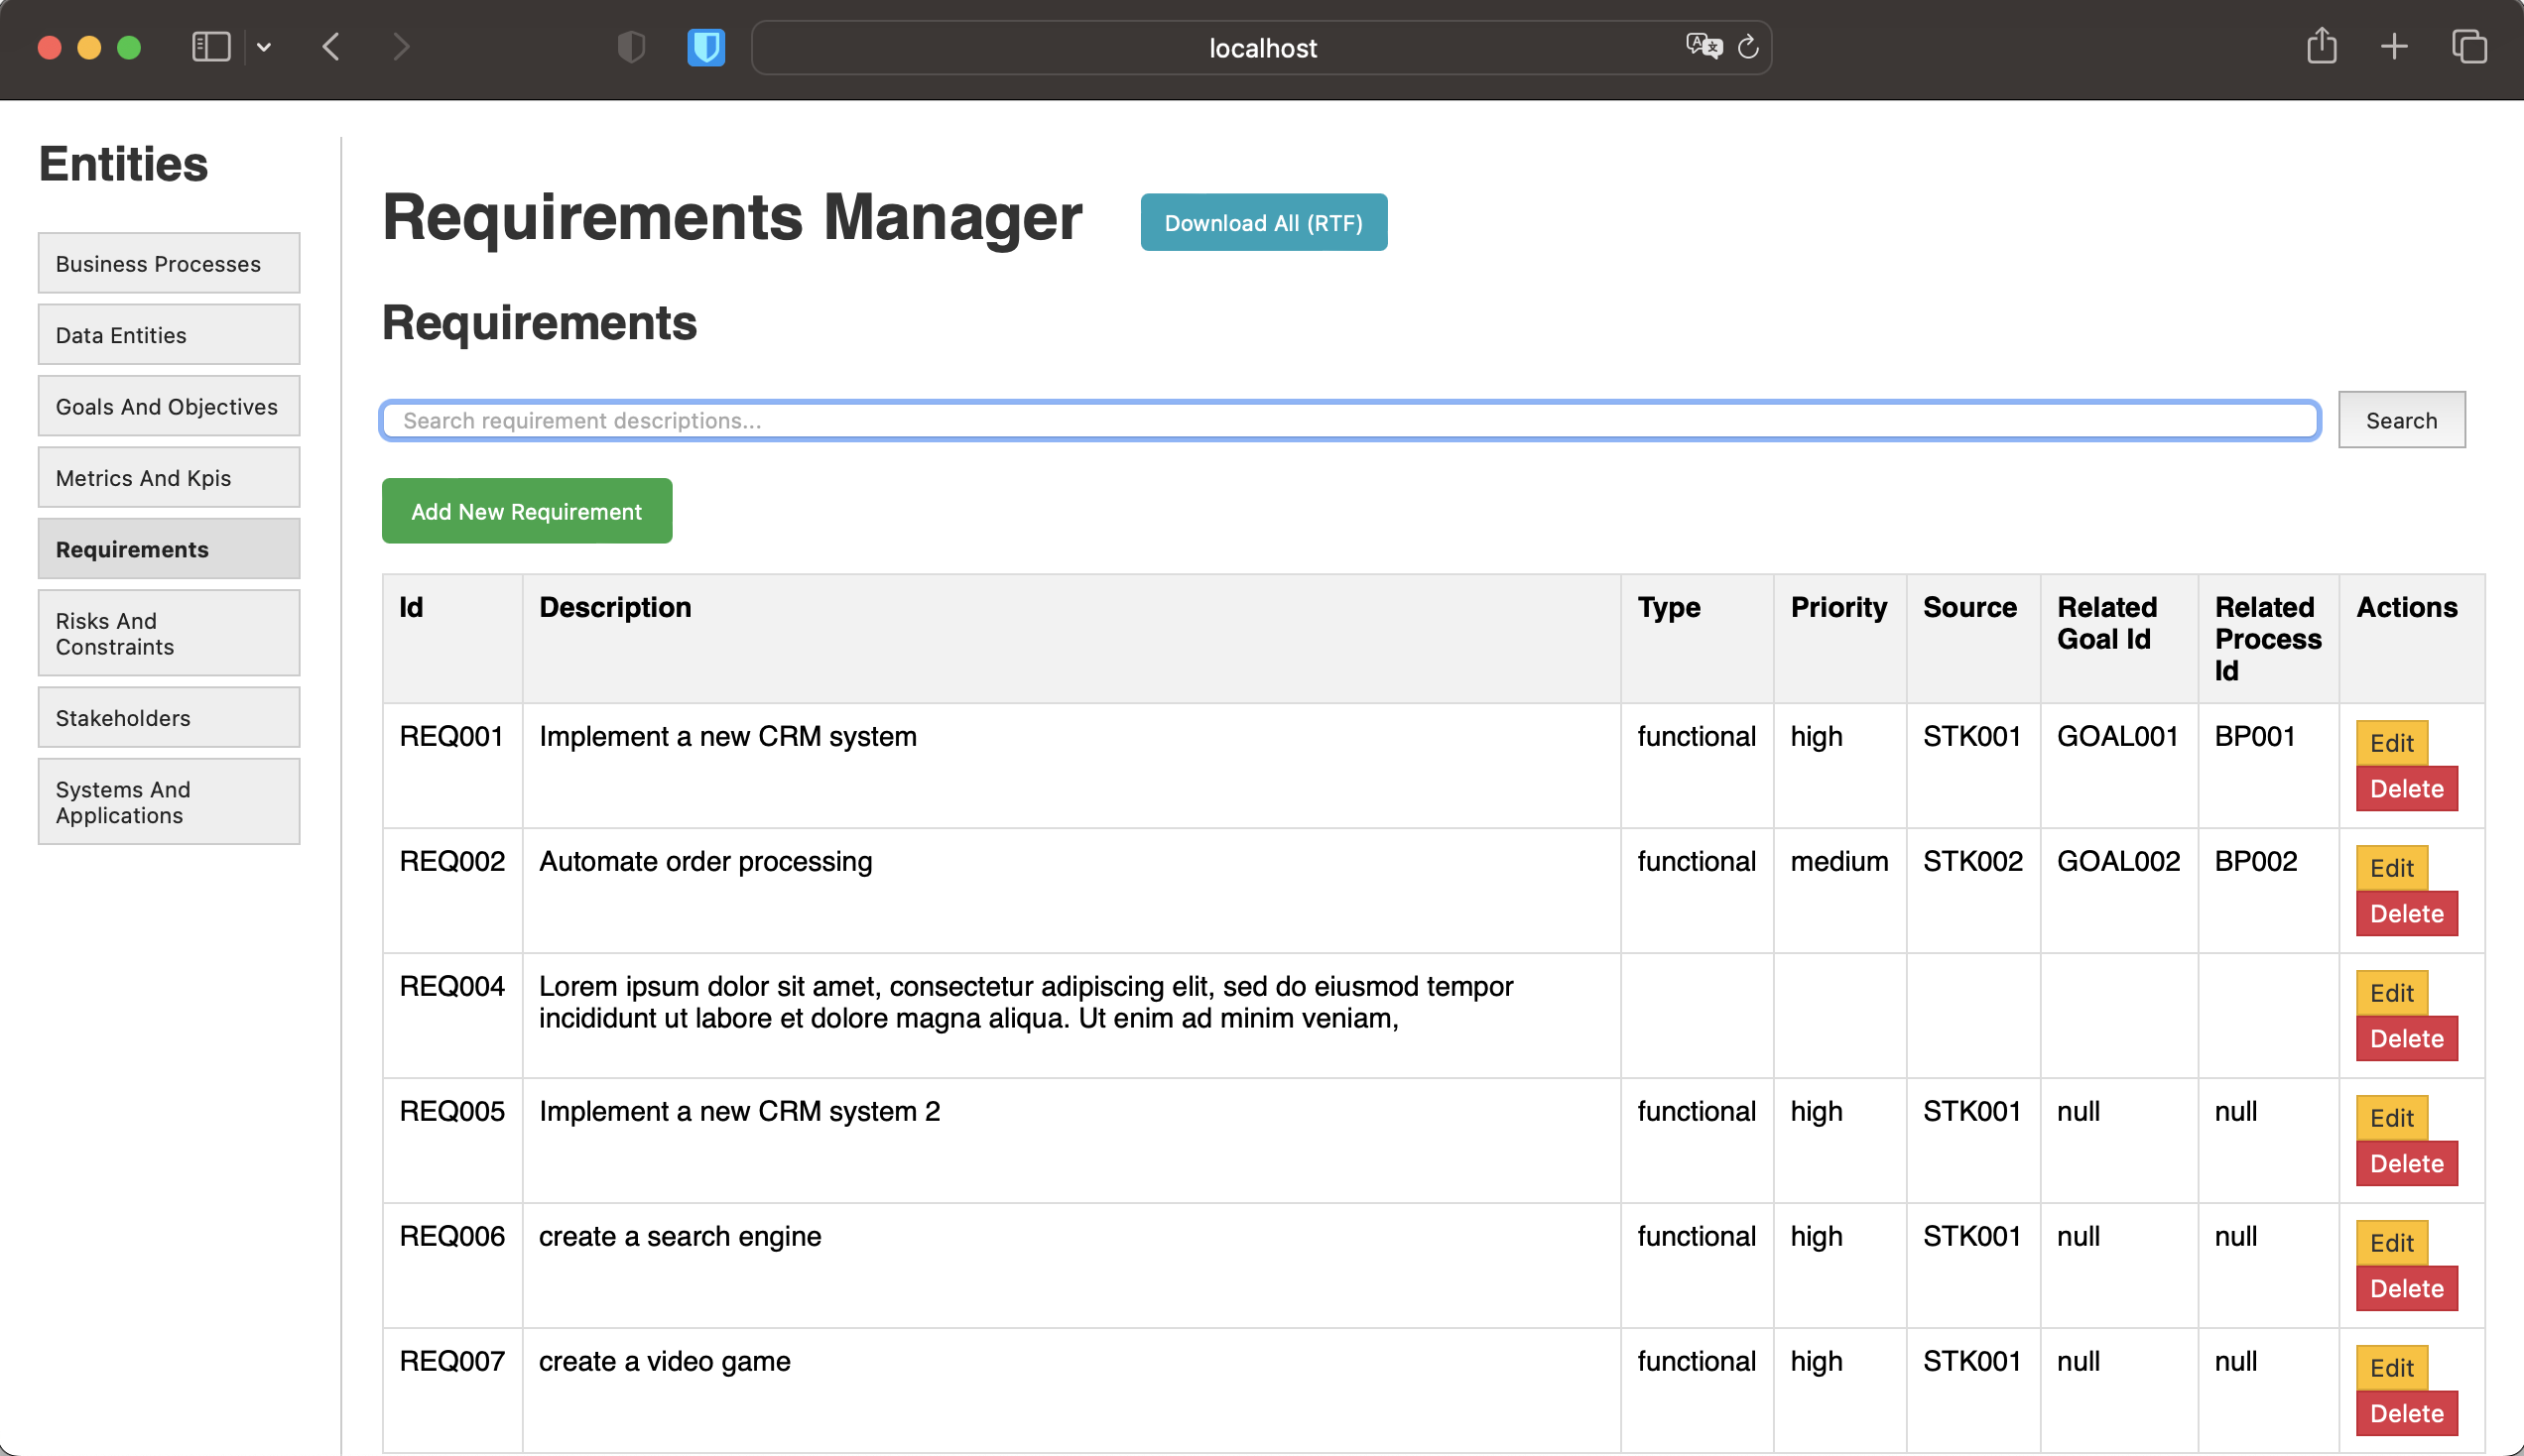 localhost
Entities
Business Processes
Data Entities
Goals And Objectives
Metrics And Kpis
Requirements
Risks And
Constraints
Stakeholders
Systems And
Applications
Requirements Manager
Download All (RTF)
Requirements
Search requirement descriptions...
Search
Add New Requirement
Id Description Type Priority Source Related Goal Id Related Process Id Actions
REQ001 Implement a new CRM system functional high STK001 GOAL001 BP001 Edit
Delete
REQ002 Automate order processing functional medium STK002 GOAL002 BP002 Edit
Delete
REQ004 Lorem ipsum dolor sit amet, consectetur adipiscing elit, sed do eiusmod tempor Edit
incididunt ut labore et dolore magna aliqua. Ut enim ad minim veniam, Delete
REQ005 Implement a new CRM system 2 functional high STK001 null null Edit
Delete
REQ006 create a search engine functional high STK001 null null Edit
Delete
REQ007 create a video game functional high STK001 null null Edit
Delete